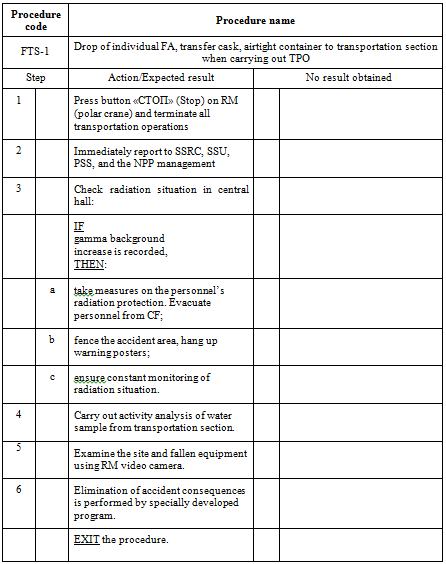 Procedure code
Procedure name
FTS-1
Drop of individual FA, transfer cask, airtight container to transportation section
when carrying out TPO
Step
Action/Expected result
No result obtained
1
Press button «СТОП» (Stop) on RM
(polar crane) and terminate all
transportation operations
2
Immediately report to SSRC, SSU,
PSS, and the NPP management
3
Check radiation situation in central
hall:
IF
gamma background
increase is recorded,
THEN:
a
take measures on the personnel's
radiation protection. Evacuate
personnel from CF;
b
fence the accident area, hang up
warning posters;
c
ensure constant monitoring of
radiation situation.
4
Carry out activity analysis of water
sample from transportation section.
5
Examine the site and fallen equipment
using RM video camera.
6
Elimination of accident consequences
is performed by specially developed
program.
EXIT the procedure.